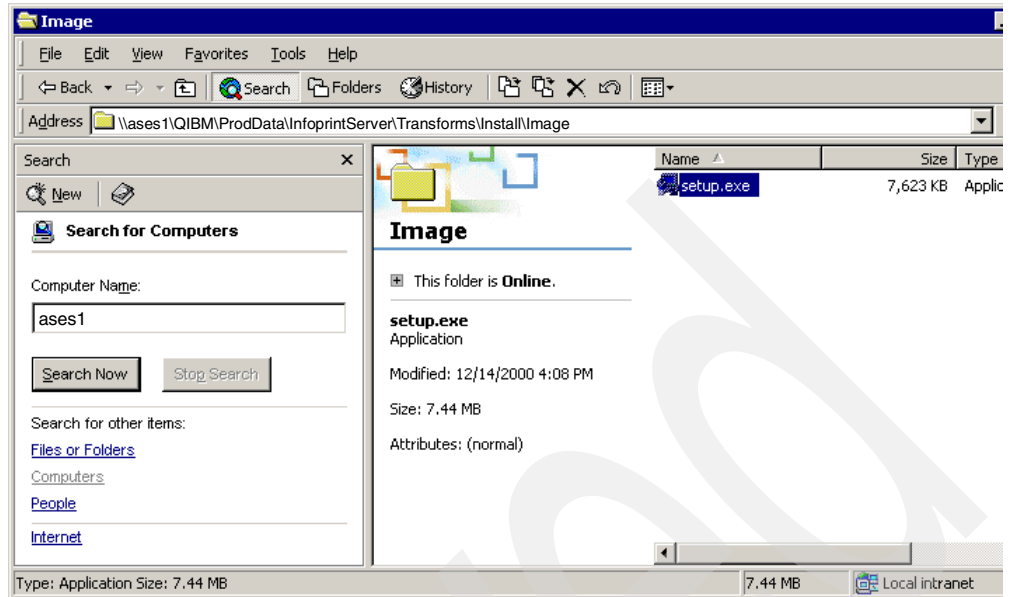 Image
File Edit View Favorites Tools Help
Back Search Folders History
Address \\ases1\QIBM\ProdData\InfoprintServer\Transforms\Install\Image
Search
New
Search for Computers
Computer Name:
ases1
Search Now Stop Search
Search for other items:
Files or Folders
Computers
People
Internet
Image
This folder is Online.
setup.exe
Application
Modified: 12/14/2000 4:08 PM
Size: 7.44 MB
Attributes: (normal)
Name Size Type
setup.exe 7,623 KB Applic
Type: Application Size: 7.44 MB 7.44 MB Local intranet